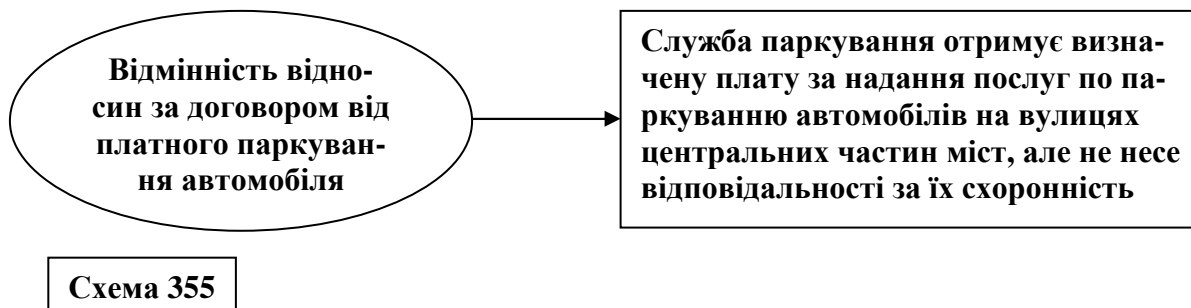 Відмінність відно-
син за договором від
платного паркуван-
ня автомобіля
Служба паркування отримує визна-
чену плату за надання послуг по па-
ркуванню автомобілів на вулицях
центральних частин міст, але не несе
відповідальності за їх схоронність
Схема 355